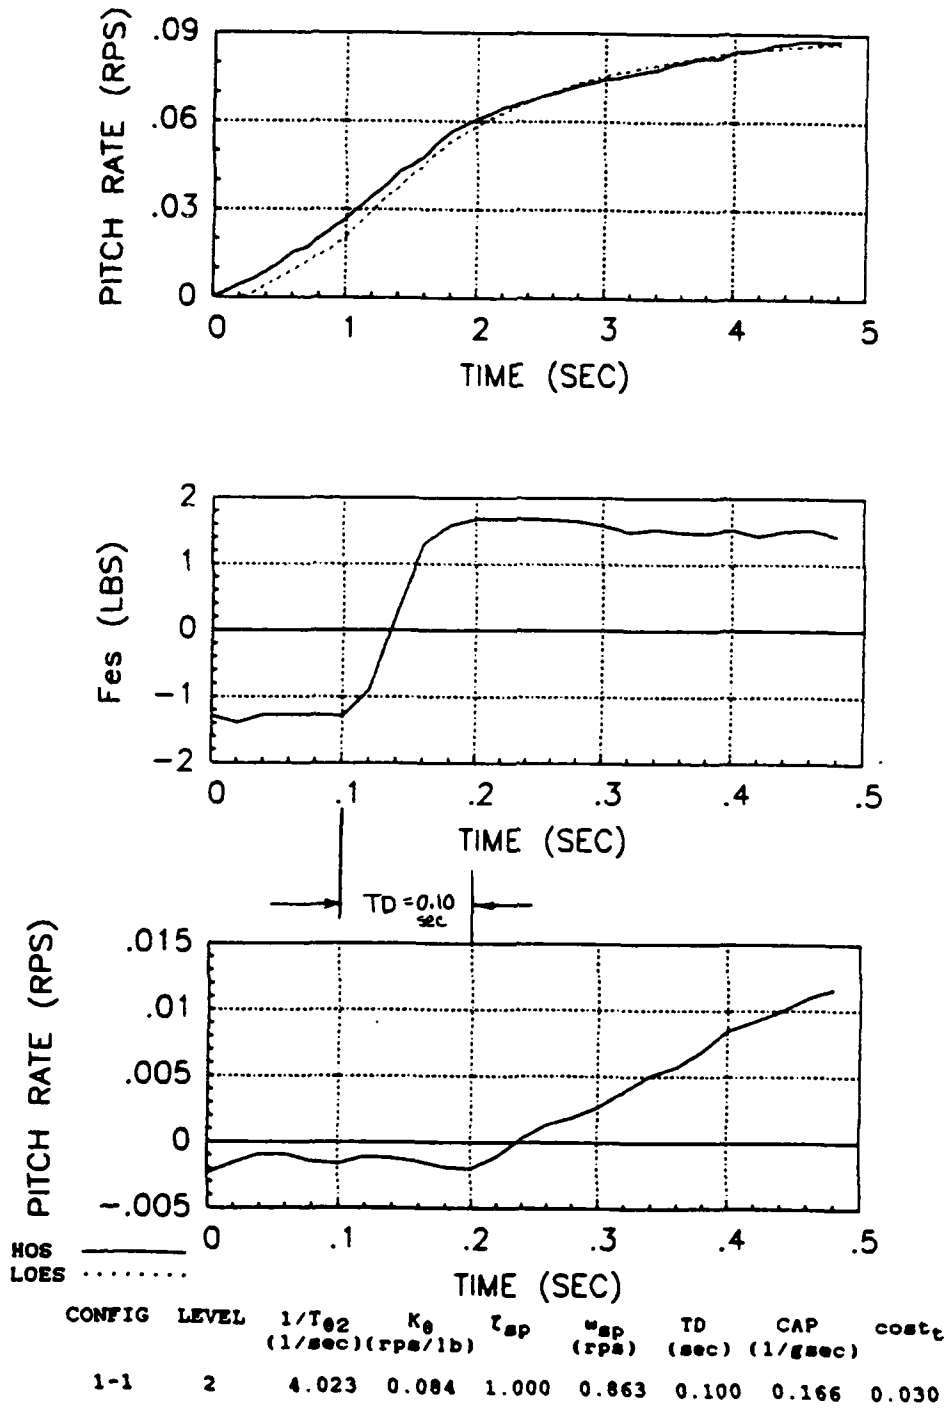 PITCH RATE (RPS)
.09
.06
.03
0
0 1 2 3 4 5
TIME (SEC)
Fes (LBS)
2
1
0
-1
-2
0 .1 .2 .3 .4 .5
TIME (SEC)
TD = 0.10
sec
PITCH RATE (RPS)
.015
.01
.005
0
-.005
0 .1 .2 .3 .4 .5
TIME (SEC)
HOS
LOES
CONFIG LEVEL 1/Tθ2 Kθ ζsp ωsp TD CAP costt
(1/sec) (rps/lb) (rps) (sec) (1/gsec)
1-1 2 4.023 0.084 1.000 0.863 0.100 0.166 0.030